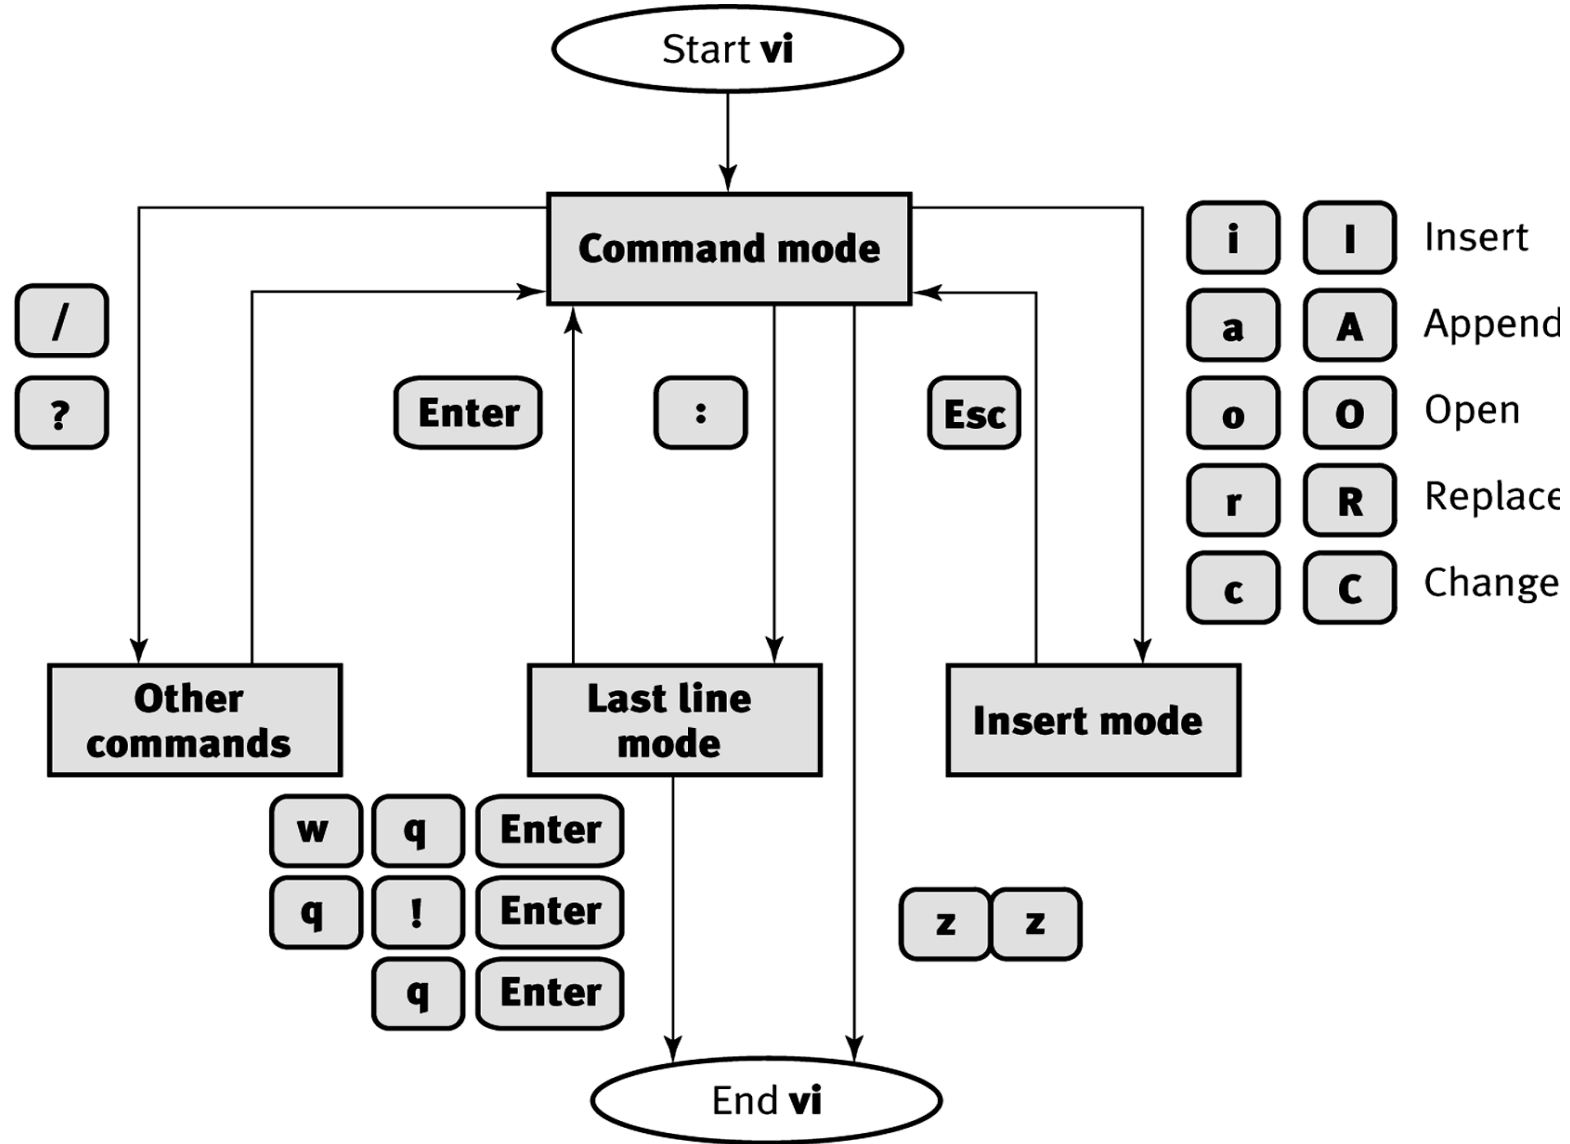 Start vi
Command mode
i I Insert
a A Append
o O Open
r R Replace
c C Change
/
?
Enter
:
Esc
Other
commands
Last line
mode
Insert mode
w q Enter
q ! Enter
q Enter
z z
End vi